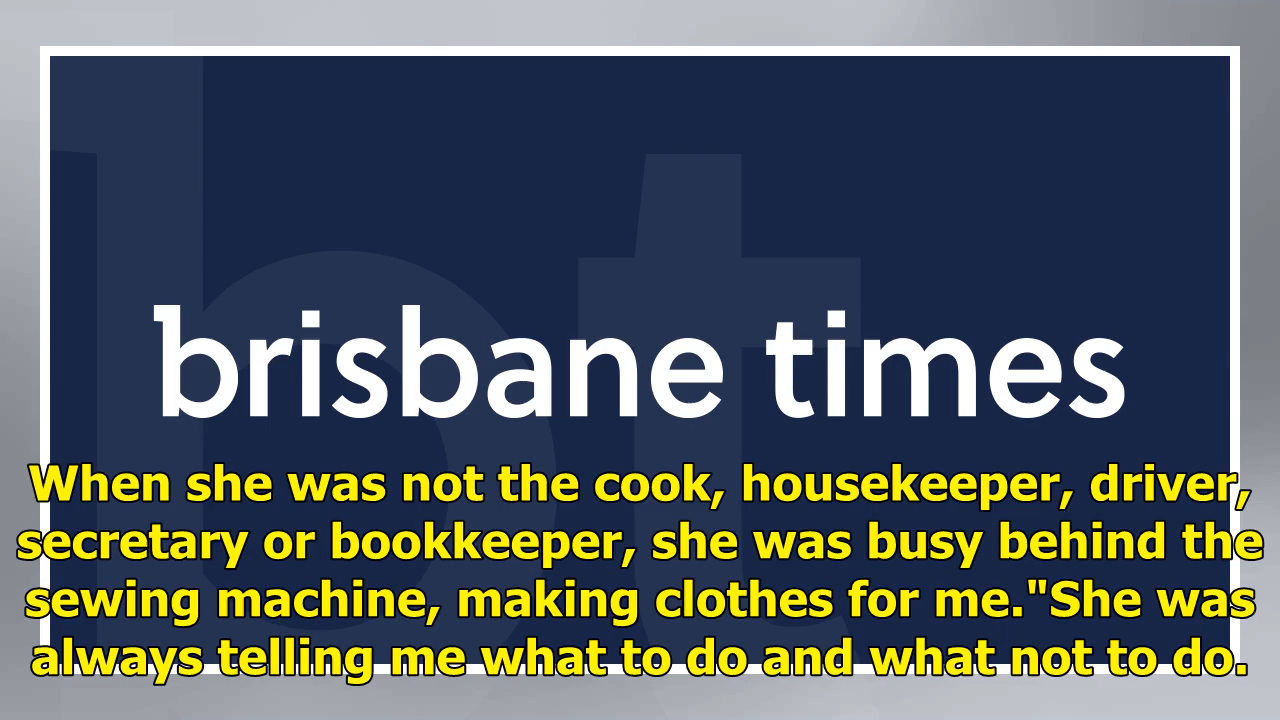 brisbane times
When she was not the cook, housekeeper, driver,
secretary or bookkeeper, she was busy behind the
sewing machine, making clothes for me."She was
always telling me what to do and what not to do.